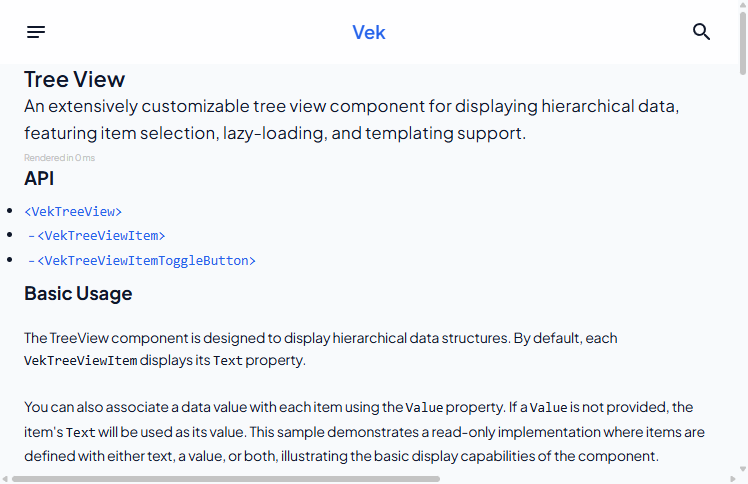 Vek
Tree View
An extensively customizable tree view component for displaying hierarchical data,
featuring item selection, lazy-loading, and templating support.
Rendered in 0 ms
API
<VekTreeView>
- <VekTreeViewItem>
- <VekTreeViewItemToggleButton>
Basic Usage
The TreeView component is designed to display hierarchical data structures. By default, each
VekTreeViewItem displays its Text property.
You can also associate a data value with each item using the Value property. If a Value is not provided, the
item's Text will be used as its value. This sample demonstrates a read-only implementation where items are
defined with either text, a value, or both, illustrating the basic display capabilities of the component.